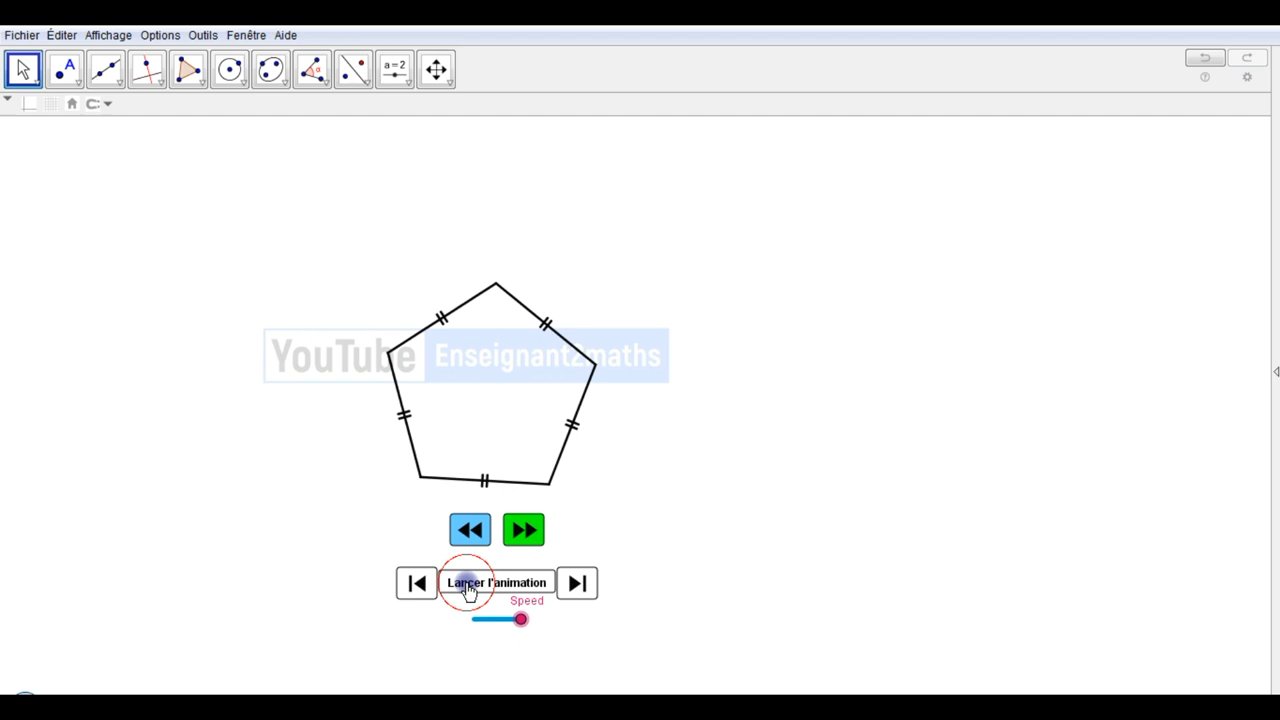 Fichier Éditer Affichage Options Outils Fenêtre Aide
A
α
a = 2
YouTube Enseignant2maths
Lancer l'animation
Speed